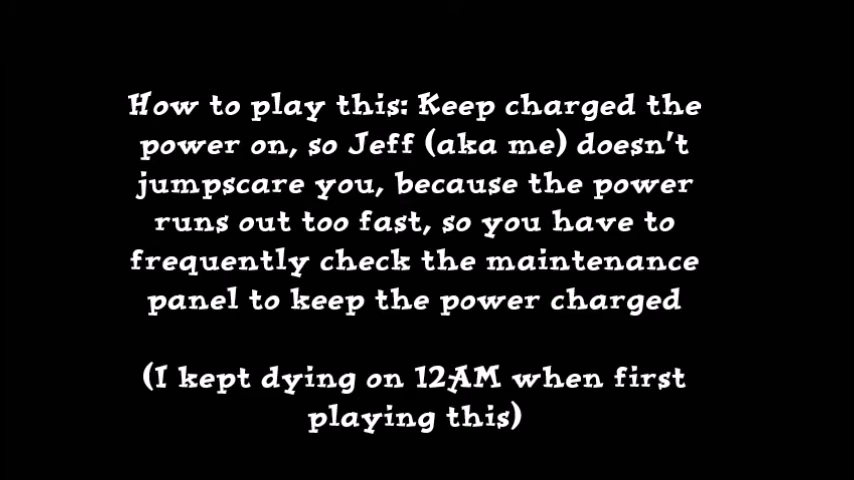 How to play this: Keep charged the
power on, so Jeff (aka me) doesn't
jumpscare you, because the power
runs out too fast, so you have to
frequently check the maintenance
panel to keep the power charged
(I kept dying on 12AM when first
playing this)